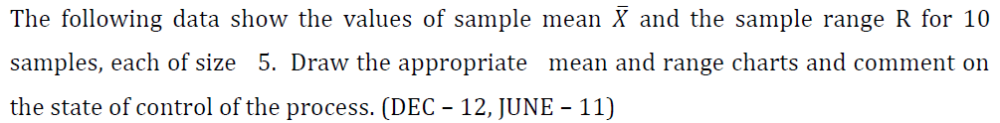 The following data show the values of sample mean X̅ and the sample range R for 10
samples, each of size 5. Draw the appropriate mean and range charts and comment on
the state of control of the process. (DEC – 12, JUNE – 11)